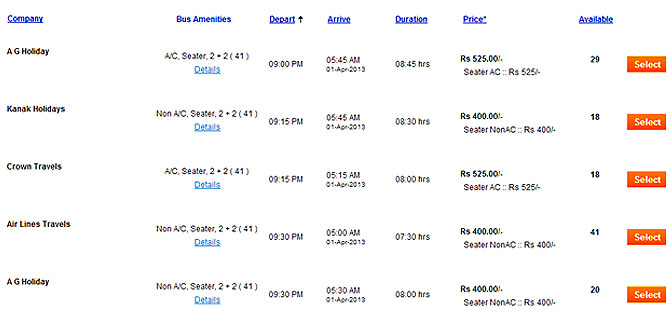 Company Bus Amenities Depart Arrive Duration Price* Available
A G Holiday A/C, Seater, 2 + 2 ( 41 ) 09:00 PM 05:45 AM 08:45 hrs Rs 525.00/- 29 Select
Details 01-Apr-2013 Seater AC :: Rs 525/-
Kanak Holidays Non A/C, Seater, 2 + 2 ( 41 ) 09:15 PM 05:45 AM 08:30 hrs Rs 400.00/- 18 Select
Details 01-Apr-2013 Seater NonAC :: Rs 400/-
Crown Travels A/C, Seater, 2 + 2 ( 41 ) 09:15 PM 05:15 AM 08:00 hrs Rs 525.00/- 18 Select
Details 01-Apr-2013 Seater AC :: Rs 525/-
Air Lines Travels Non A/C, Seater, 2 + 2 ( 41 ) 09:30 PM 05:00 AM 07:30 hrs Rs 400.00/- 41 Select
Details 01-Apr-2013 Seater NonAC :: Rs 400/-
A G Holiday Non A/C, Seater, 2 + 2 ( 41 ) 09:30 PM 05:30 AM 08:00 hrs Rs 400.00/- 20 Select
Details 01-Apr-2013 Seater NonAC :: Rs 400/-